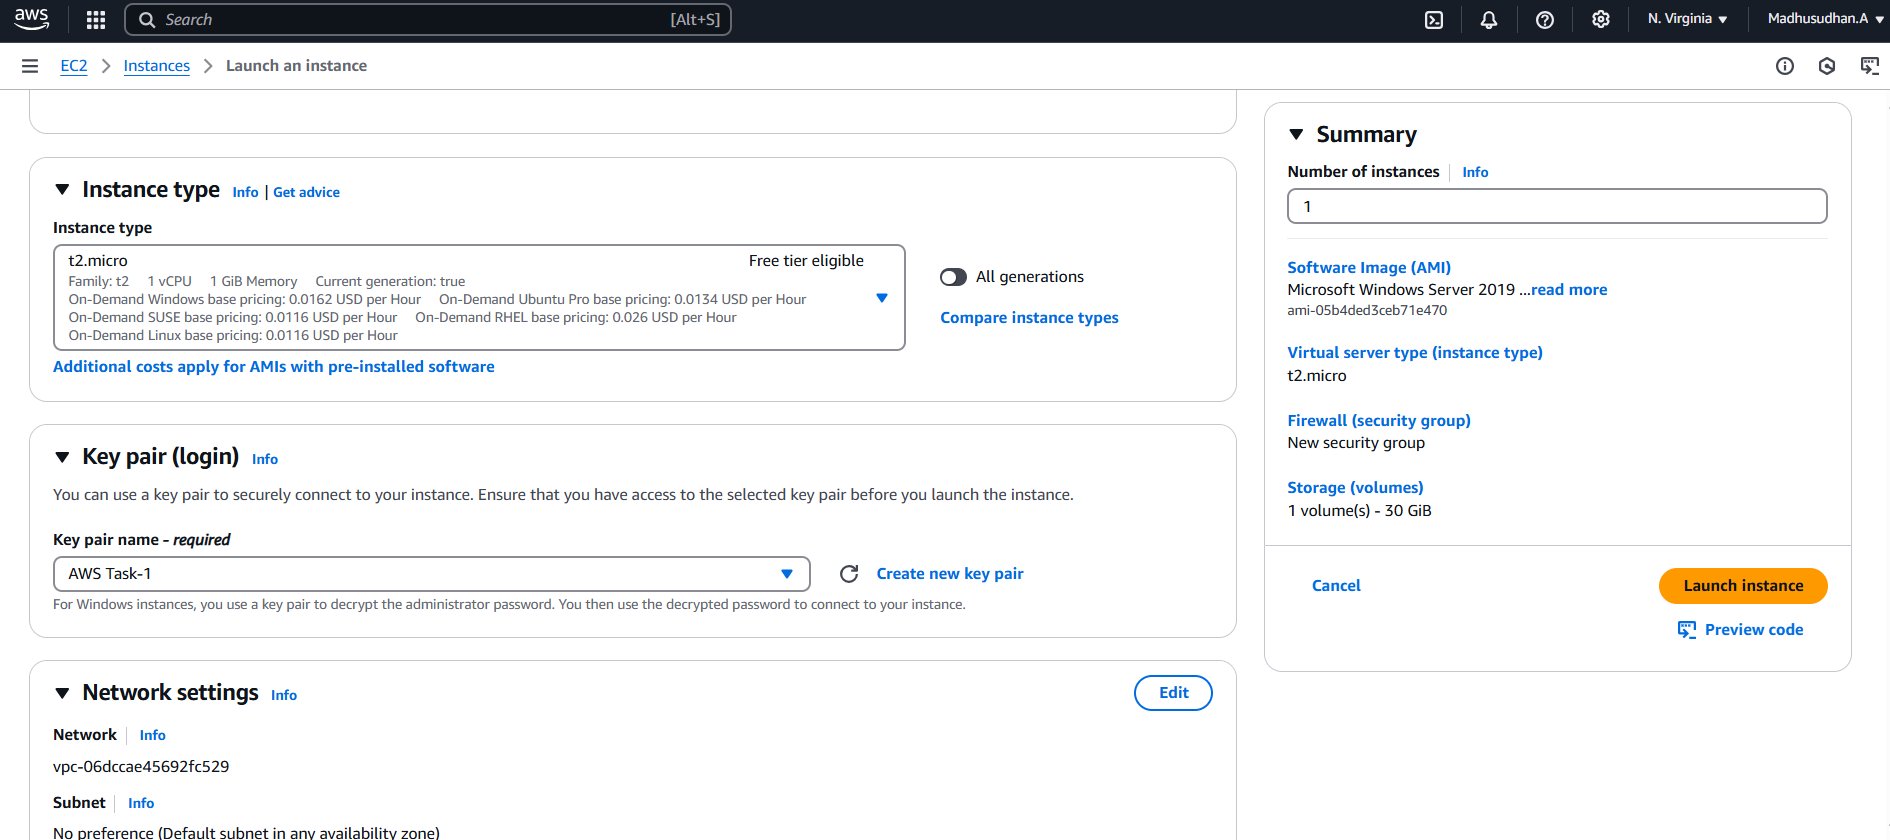 aws
Search [Alt+S]
N. Virginia ▼
Madhusudhan.A ▼
EC2 > Instances > Launch an instance
Instance type Info | Get advice
Instance type
t2.micro Free tier eligible
Family: t2 1 vCPU 1 GiB Memory Current generation: true
On-Demand Windows base pricing: 0.0162 USD per Hour On-Demand Ubuntu Pro base pricing: 0.0134 USD per Hour
On-Demand SUSE base pricing: 0.0116 USD per Hour On-Demand RHEL base pricing: 0.026 USD per Hour
On-Demand Linux base pricing: 0.0116 USD per Hour
All generations
Compare instance types
Additional costs apply for AMIs with pre-installed software
Key pair (login) Info
You can use a key pair to securely connect to your instance. Ensure that you have access to the selected key pair before you launch the instance.
Key pair name - required
AWS Task-1
Create new key pair
For Windows instances, you use a key pair to decrypt the administrator password. You then use the decrypted password to connect to your instance.
Network settings Info
Edit
Network Info
vpc-06dccae45692fc529
Subnet Info
No preference (Default subnet in any availability zone)
Summary
Number of instances Info
1
Software Image (AMI)
Microsoft Windows Server 2019 ...read more
ami-05b4ded3ceb71e470
Virtual server type (instance type)
t2.micro
Firewall (security group)
New security group
Storage (volumes)
1 volume(s) - 30 GiB
Cancel
Launch instance
Preview code